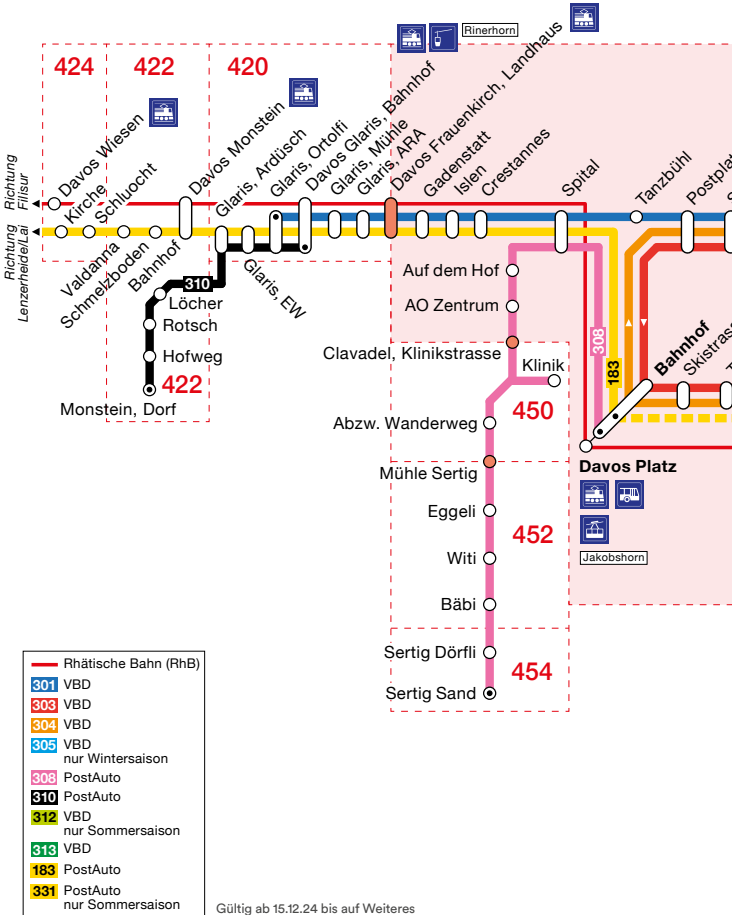 Rinerhorn
424
422
420
Richtung
Filisur
Richtung
Lenzerheide/Lai
Davos Wiesen
Kirche
Schluocht
Valdanna
Schmelzboden
Bahnhof
Davos Monstein
Glaris, Ardüsch
Glaris, EW
Glaris, Ortolfi
Davos Glaris, Bahnhof
Glaris, Mühle
Glaris, ARA
Davos Frauenkirch, Landhaus
Gadenstatt
Islen
Crestannes
Spital
Tanzbühl
310
Löcher
Rotsch
Hofweg
422
Monstein, Dorf
Auf dem Hof
AO Zentrum
Clavadel, Klinikstrasse
Klinik
450
Abzw. Wanderweg
Mühle Sertig
Eggeli
452
Witi
Bäbi
Sertig Dörfli
454
Sertig Sand
308
183
Bahnhof
Davos Platz
Jakobshorn
Rhätische Bahn (RhB)
301 VBD
303 VBD
304 VBD
305 VBD
nur Wintersaison
308 PostAuto
310 PostAuto
312 VBD
nur Sommersaison
313 VBD
183 PostAuto
331 PostAuto
nur Sommersaison
Gültig ab 15.12.24 bis auf Weiteres